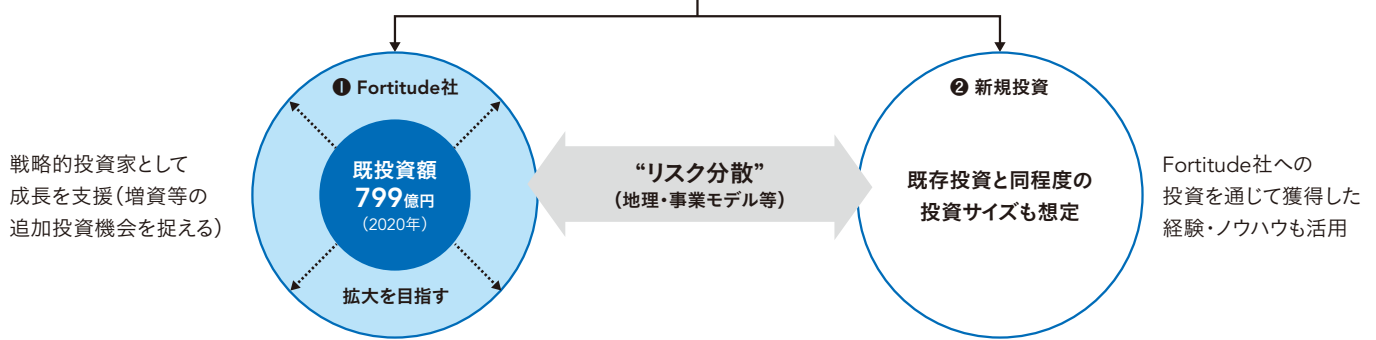 ❶ Fortitude社
❷ 新規投資
戦略的投資家として
成長を支援(増資等の
追加投資機会を捉える)
既投資額
799億円
(2020年)
拡大を目指す
“リスク分散”
(地理・事業モデル等)
既存投資と同程度の
投資サイズも想定
Fortitude社への
投資を通じて獲得した
経験・ノウハウも活用